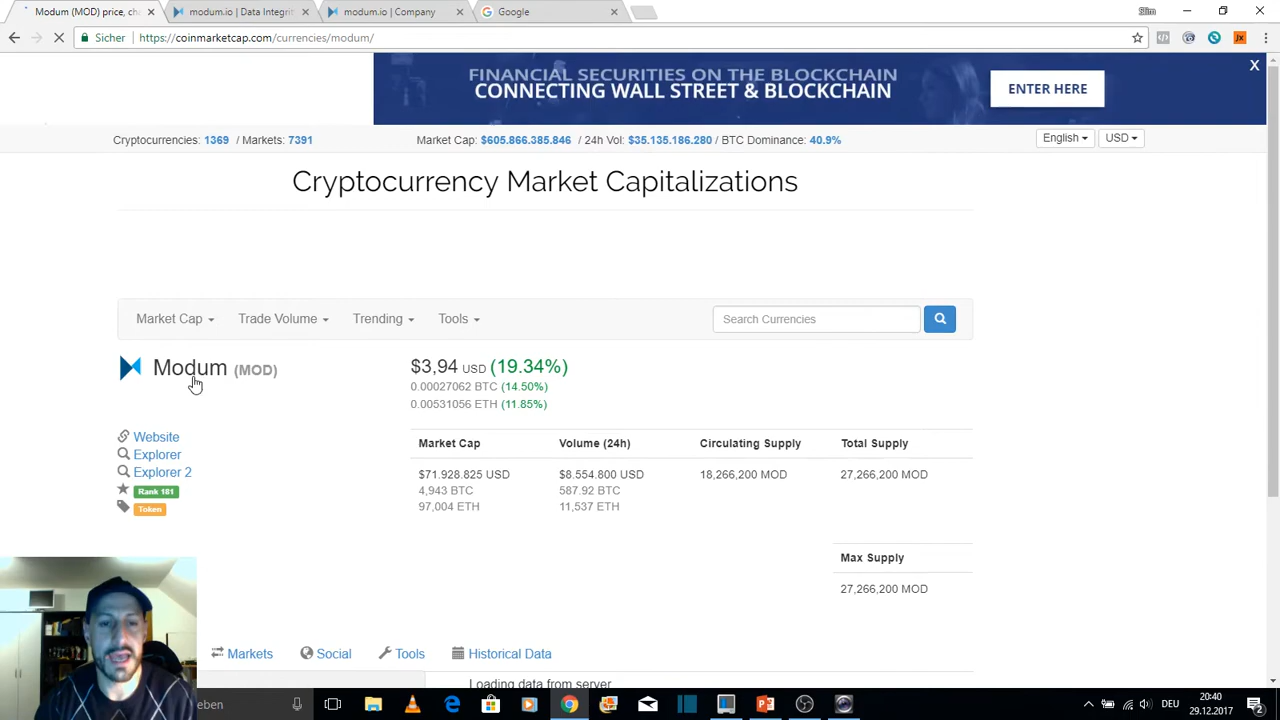 Modum (MOD) price, cha
modum.io | Data Integrit
modum.io | Company
Google
Sicher
https://coinmarketcap.com/currencies/modum/
FINANCIAL SECURITIES ON THE BLOCKCHAIN
CONNECTING WALL STREET & BLOCKCHAIN
ENTER HERE
X
Cryptocurrencies: 1369 / Markets: 7391
Market Cap: $605.866.385.846 / 24h Vol: $35.135.186.280 / BTC Dominance: 40.9%
English
USD
Cryptocurrency Market Capitalizations
Market Cap
Trade Volume
Trending
Tools
Search Currencies
Modum (MOD)
$3,94 USD (19.34%)
0.00027062 BTC (14.50%)
0.00531056 ETH (11.85%)
Website
Explorer
Explorer 2
Rank 181
Token
Market Cap
Volume (24h)
Circulating Supply
Total Supply
$71.928.825 USD
$8.554.800 USD
18,266,200 MOD
27,266,200 MOD
4,943 BTC
587.92 BTC
97,004 ETH
11,537 ETH
Max Supply
27,266,200 MOD
Markets
Social
Tools
Historical Data
Loading data from server
eben
DEU
20:40
29.12.2017